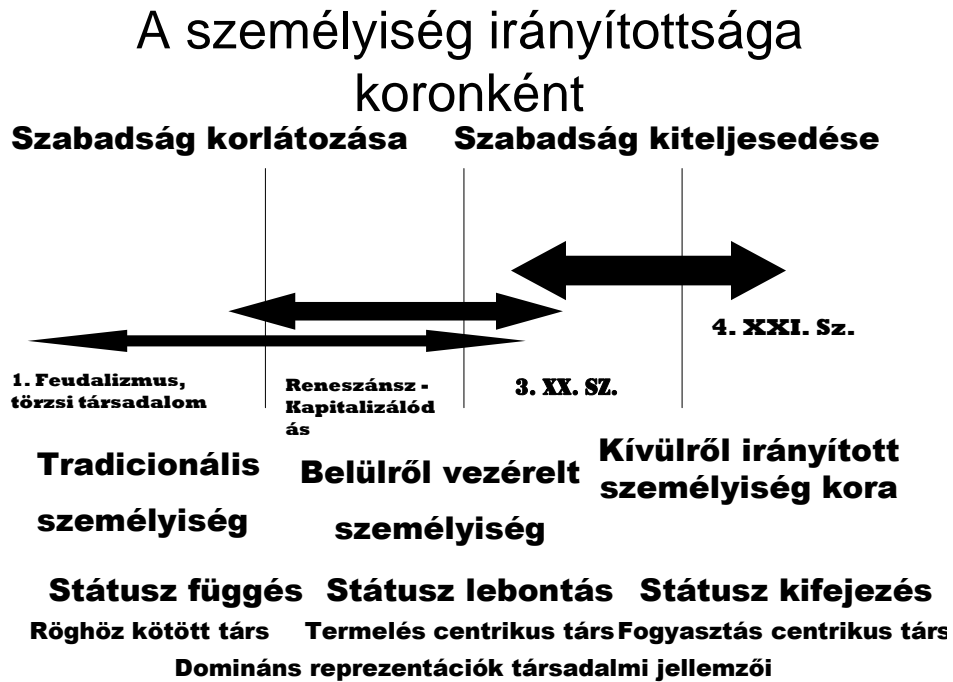 A személyiség irányítottsága
koronként
Szabadság korlátozása
Szabadság kiteljesedése
4. XXI. Sz.
1. Feudalizmus,
törzsi társadalom
Reneszánsz -
Kapitalizálód
ás
3. XX. SZ.
Tradicionális
személyiség
Belülről vezérelt
személyiség
Kívülről irányított
személyiség kora
Státusz függés
Státusz lebontás
Státusz kifejezés
Röghöz kötött társ
Termelés centrikus társ
Fogyasztás centrikus társ
Domináns reprezentációk társadalmi jellemzői